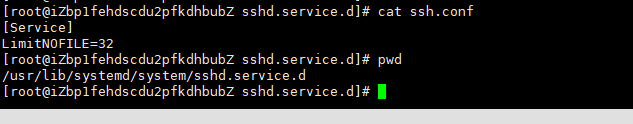 [root@iZbp1fehdscdu2pfkdhbubZ sshd.service.d]# cat ssh.conf
[Service]
LimitNOFILE=32
[root@iZbp1fehdscdu2pfkdhbubZ sshd.service.d]# pwd
/usr/lib/systemd/system/sshd.service.d
[root@iZbp1fehdscdu2pfkdhbubZ sshd.service.d]#